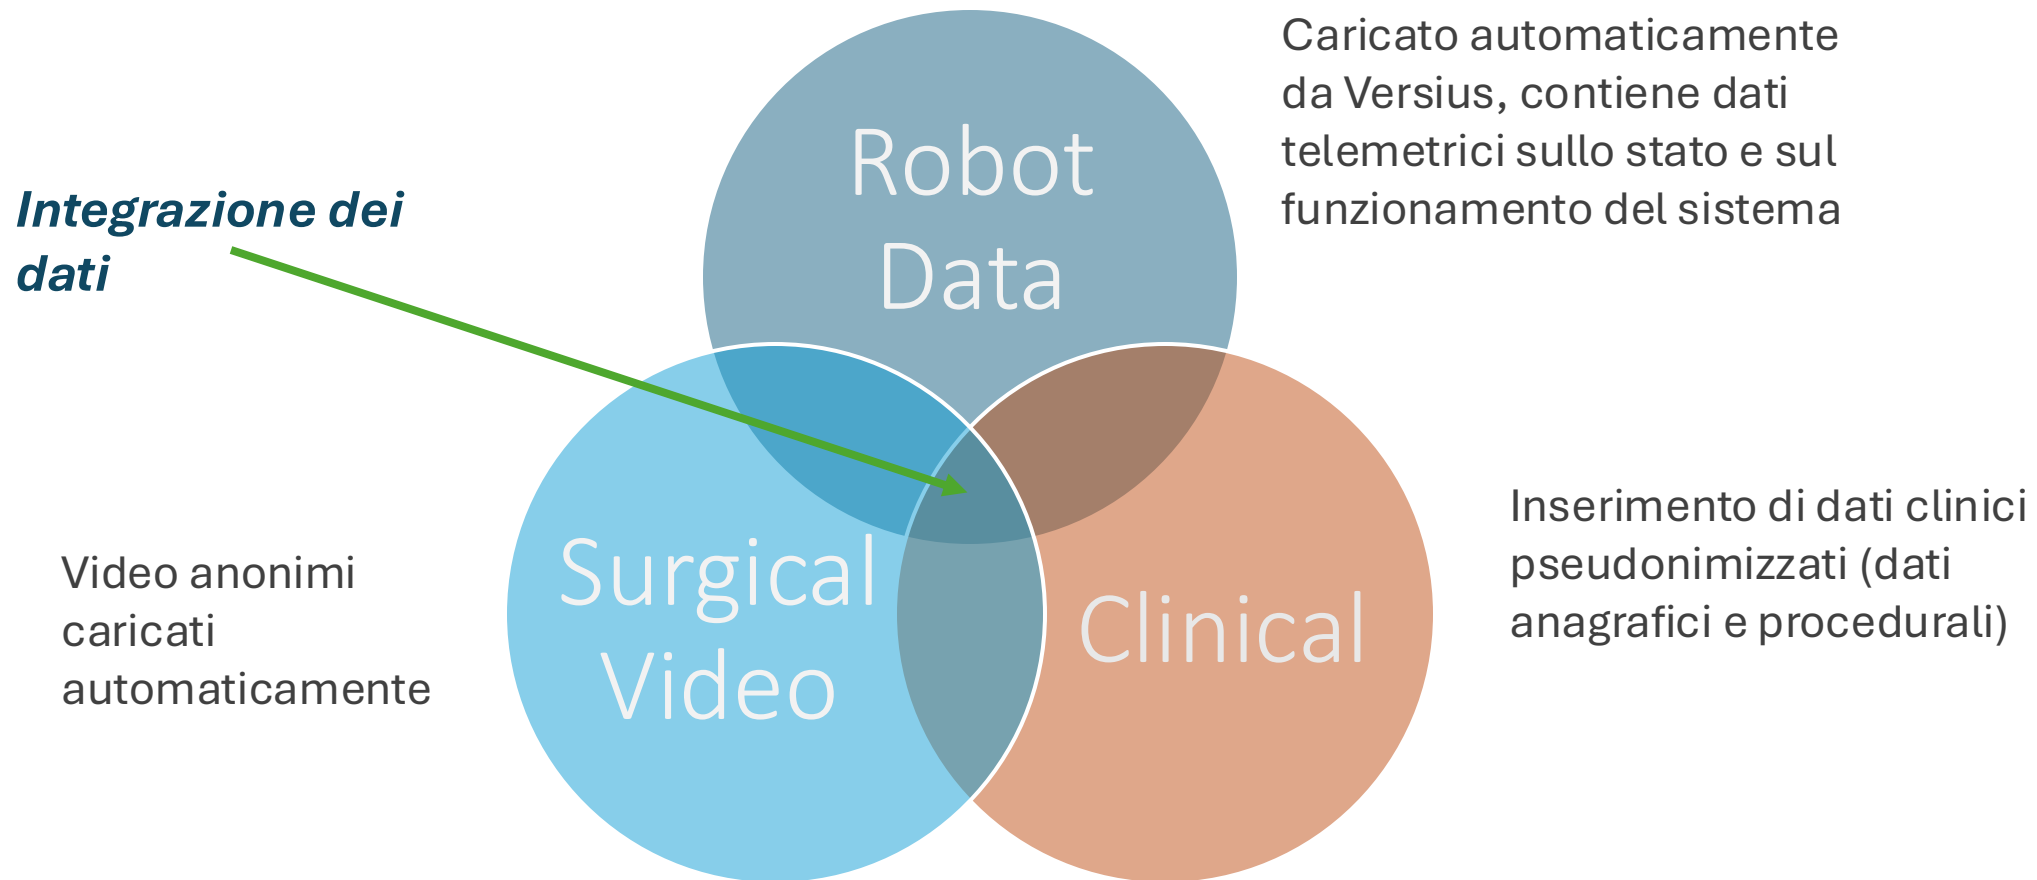 Caricato automaticamente
da Versius, contiene dati
telemetrici sullo stato e sul
funzionamento del sistema
Robot
Data
Integrazione dei
dati
Surgical
Video
Clinical
Inserimento di dati clinici
pseudonimizzati (dati
anagrafici e procedurali)
Video anonimi
caricati
automaticamente